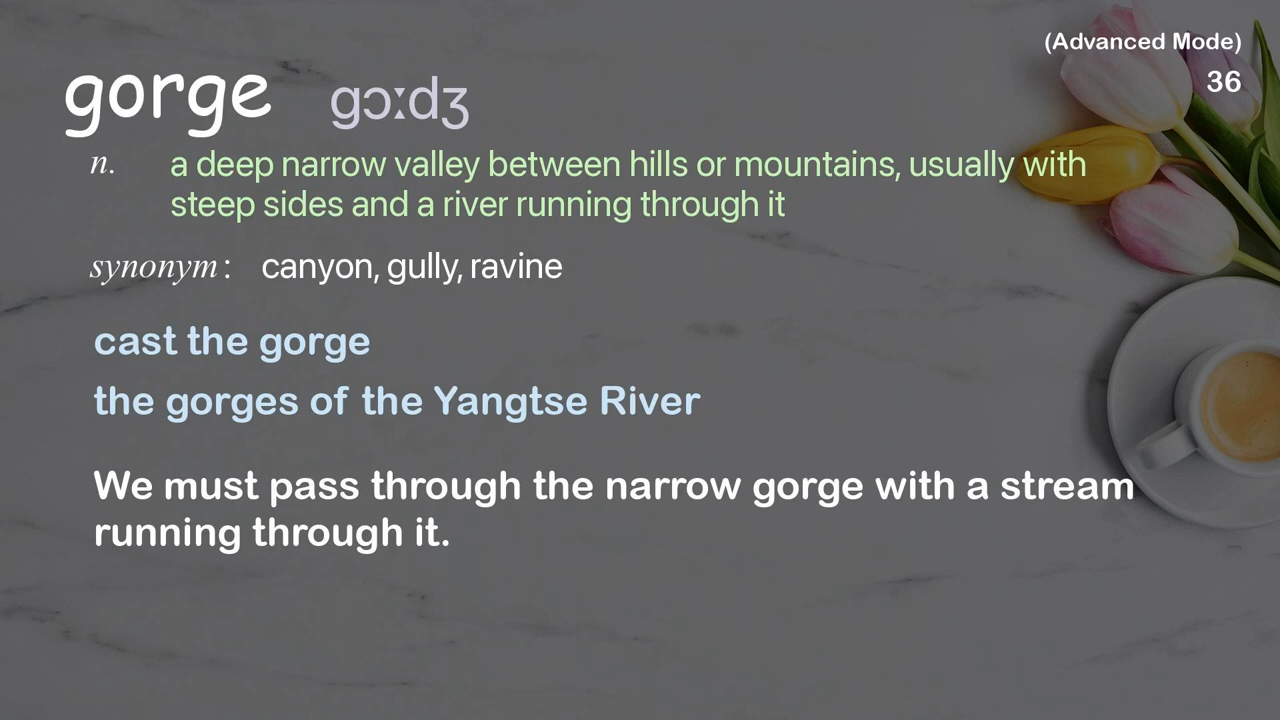 (Advanced Mode)
gorge gɔːdʒ
36
n. a deep narrow valley between hills or mountains, usually with
steep sides and a river running through it
synonym: canyon, gully, ravine
cast the gorge
the gorges of the Yangtse River
We must pass through the narrow gorge with a stream
running through it.